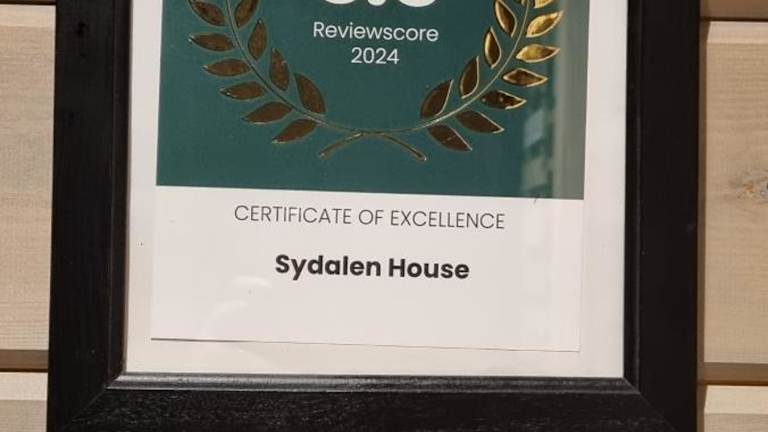 Reviewscore
2024
CERTIFICATE OF EXCELLENCE
Sydalen House